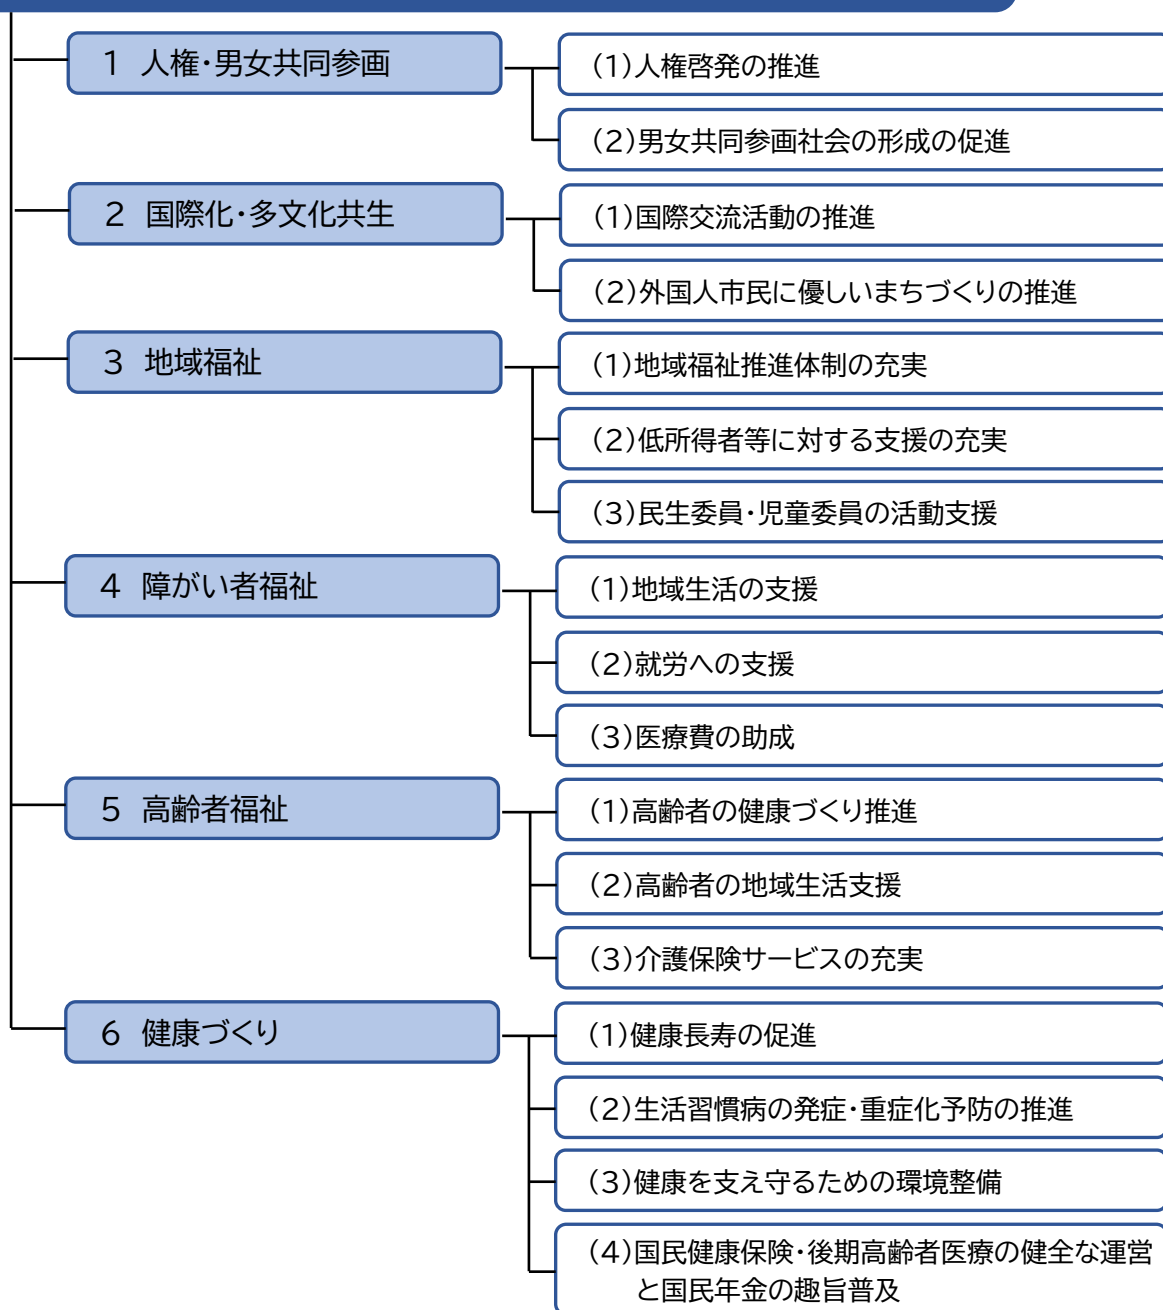 1 人権・男女共同参画
(1)人権啓発の推進
(2)男女共同参画社会の形成の促進
2 国際化・多文化共生
(1)国際交流活動の推進
(2)外国人市民に優しいまちづくりの推進
3 地域福祉
(1)地域福祉推進体制の充実
(2)低所得者等に対する支援の充実
(3)民生委員・児童委員の活動支援
4 障がい者福祉
(1)地域生活の支援
(2)就労への支援
(3)医療費の助成
5 高齢者福祉
(1)高齢者の健康づくり推進
(2)高齢者の地域生活支援
(3)介護保険サービスの充実
6 健康づくり
(1)健康長寿の促進
(2)生活習慣病の発症・重症化予防の推進
(3)健康を支え守るための環境整備
(4)国民健康保険・後期高齢者医療の健全な運営
と国民年金の趣旨普及